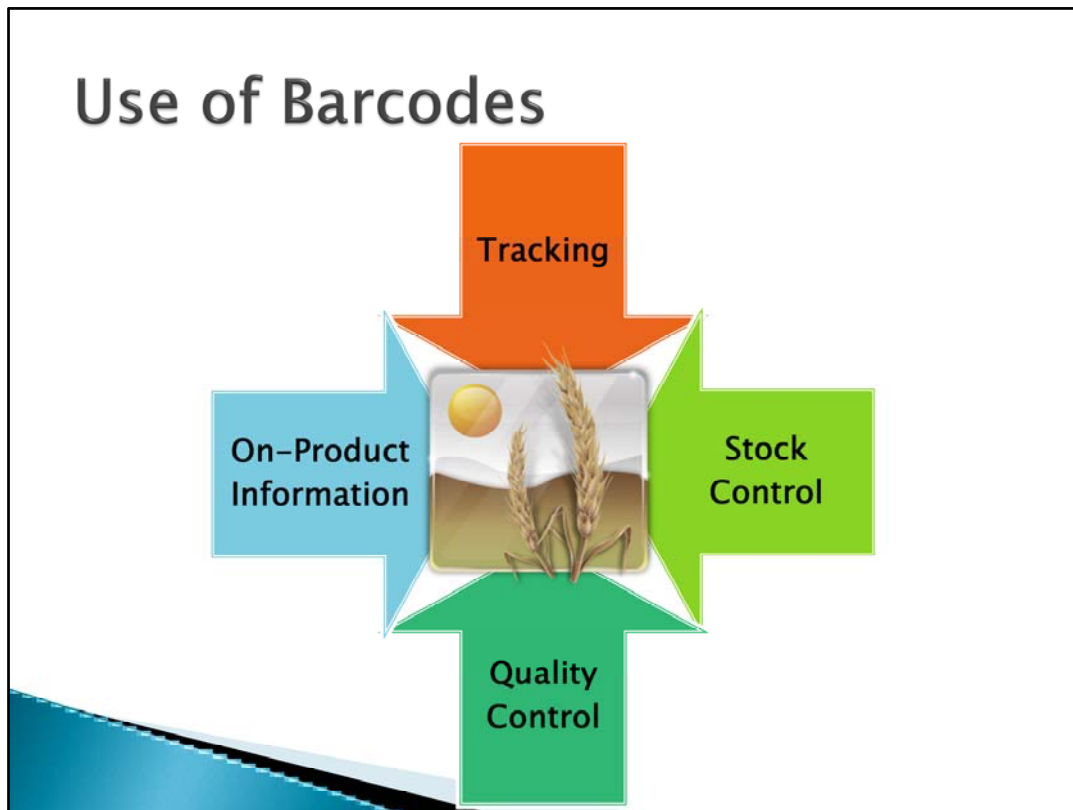 Use of Barcodes
Tracking
On-Product
Information
Stock
Control
Quality
Control